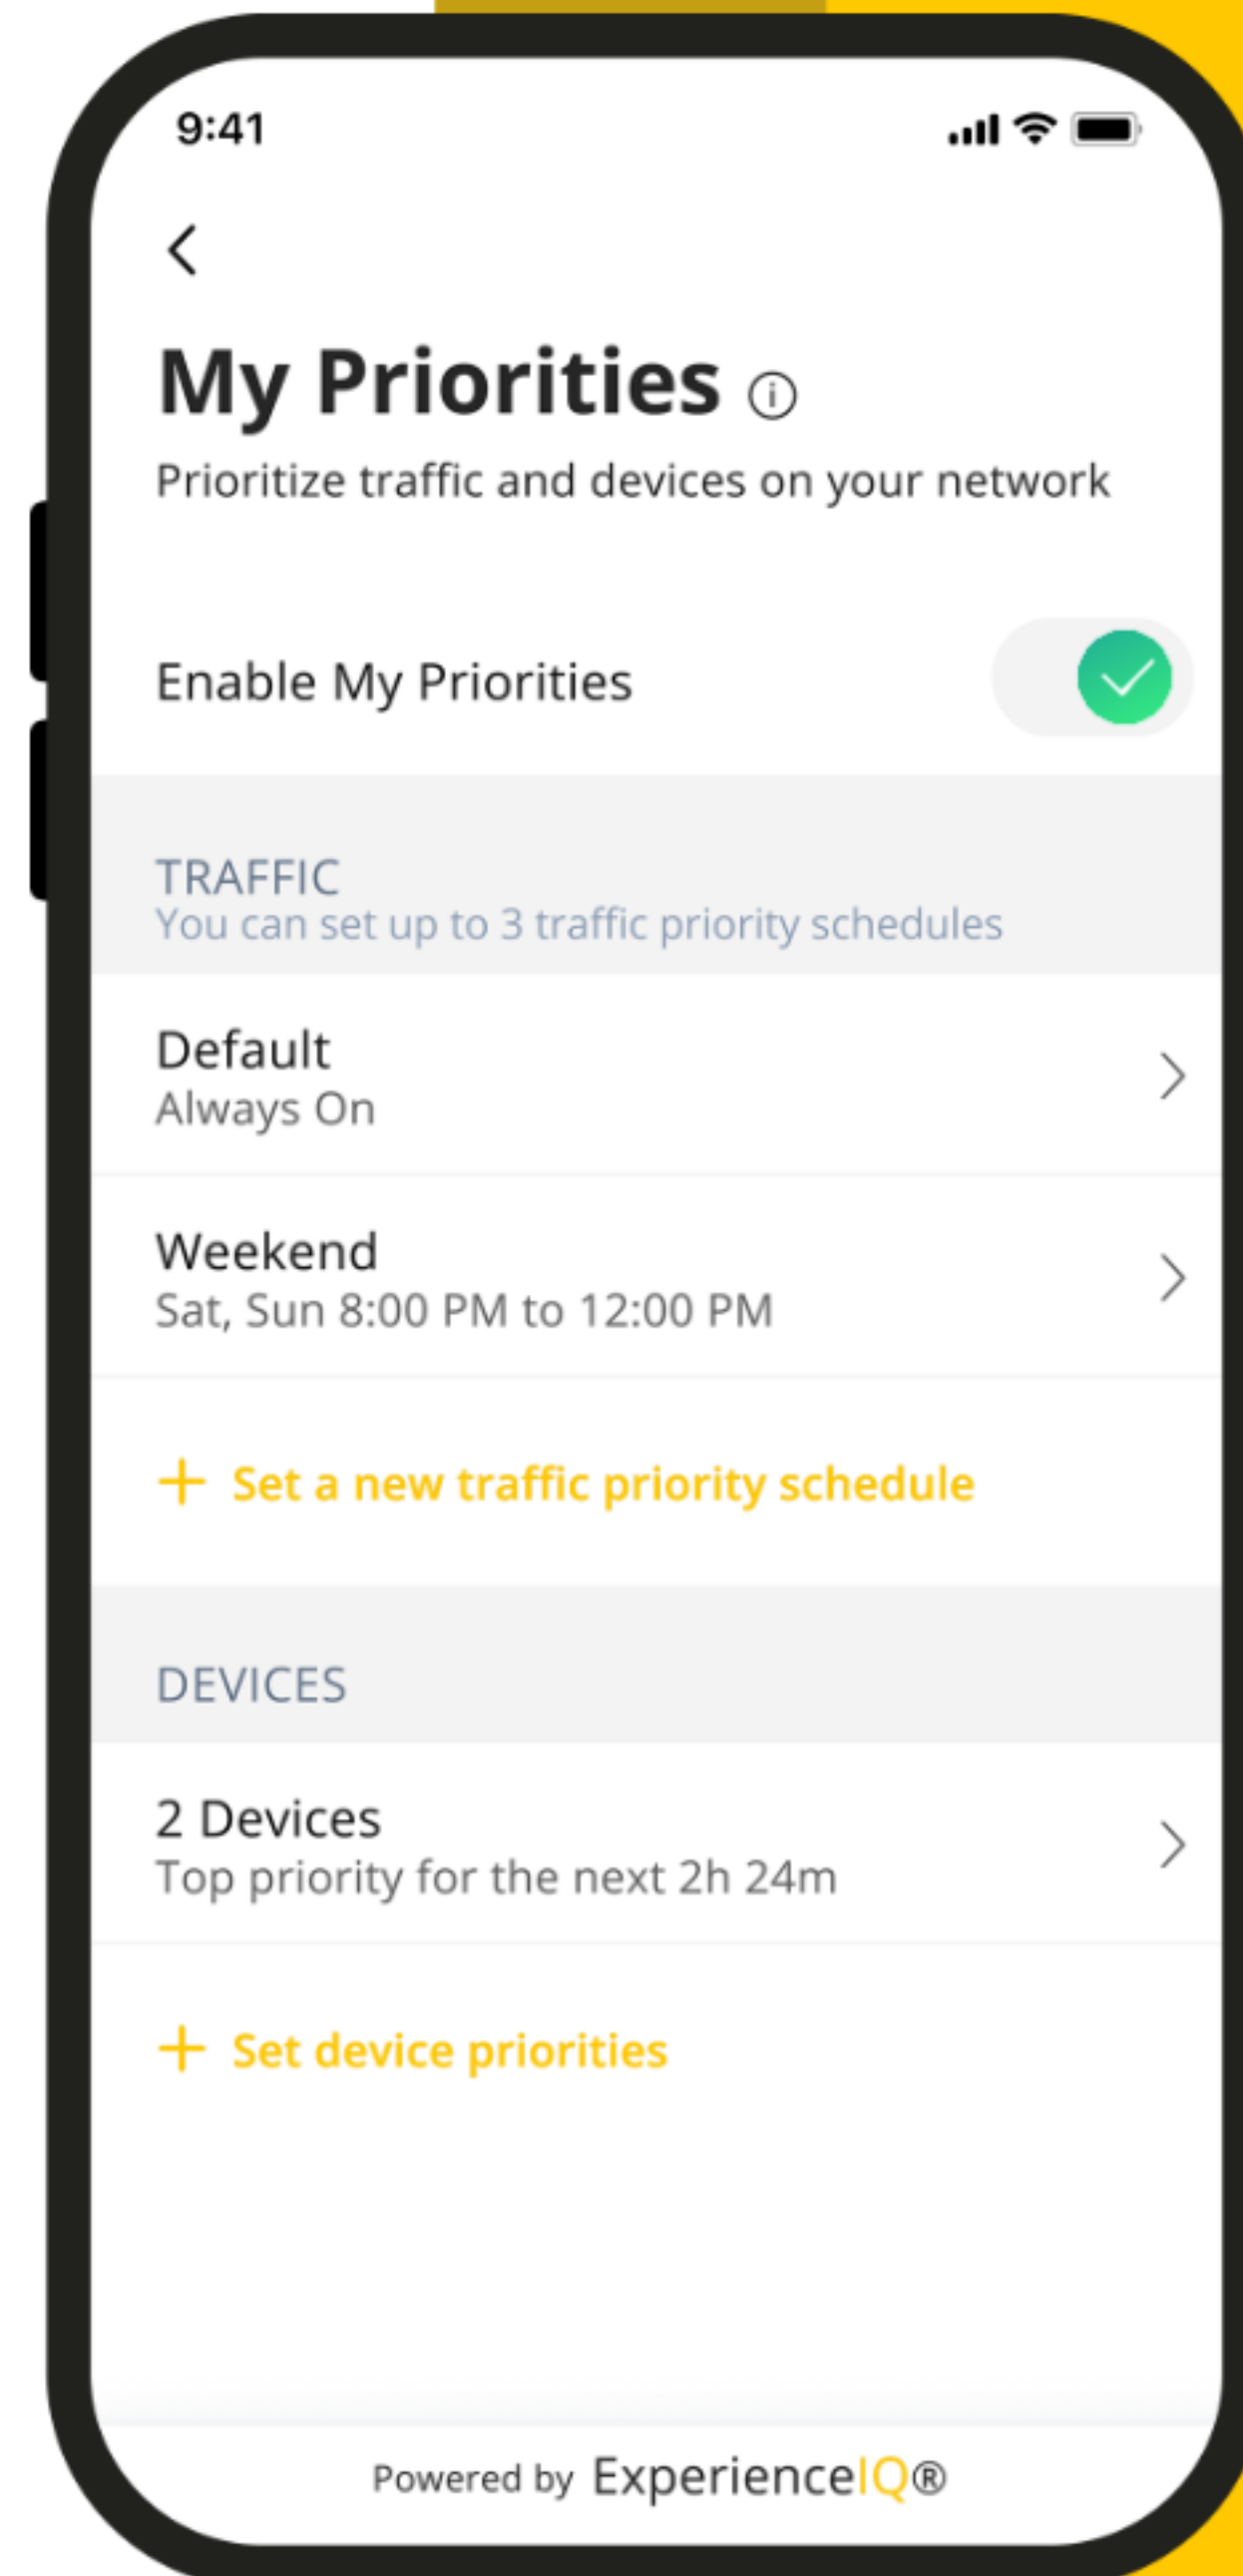 9:41
My Priorities
Prioritize traffic and devices on your network
Enable My Priorities
TRAFFIC
You can set up to 3 traffic priority schedules
Default
Always On
Weekend
Sat, Sun 8:00 PM to 12:00 PM
+ Set a new traffic priority schedule
DEVICES
2 Devices
Top priority for the next 2h 24m
+ Set device priorities
Powered by ExperienceIQ®